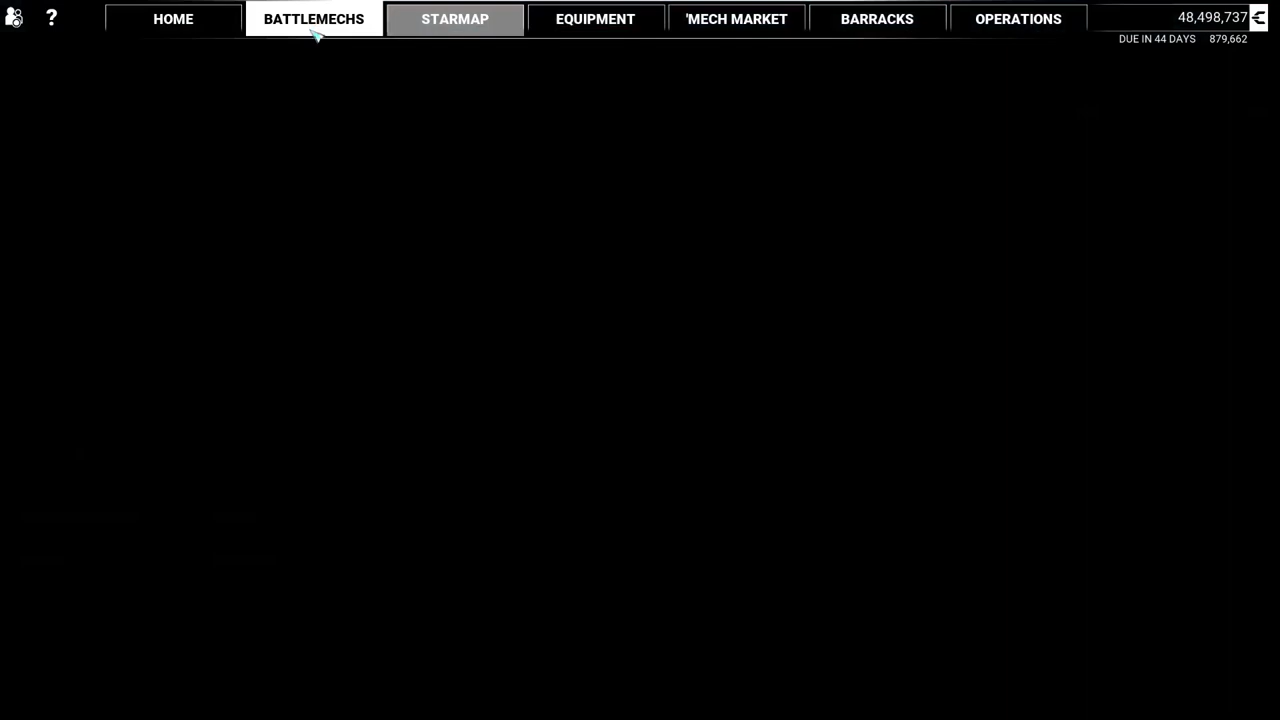 ? HOME BATTLEMECHS STARMAP EQUIPMENT 'MECH MARKET BARRACKS OPERATIONS 48,498,737
DUE IN 44 DAYS 879,662